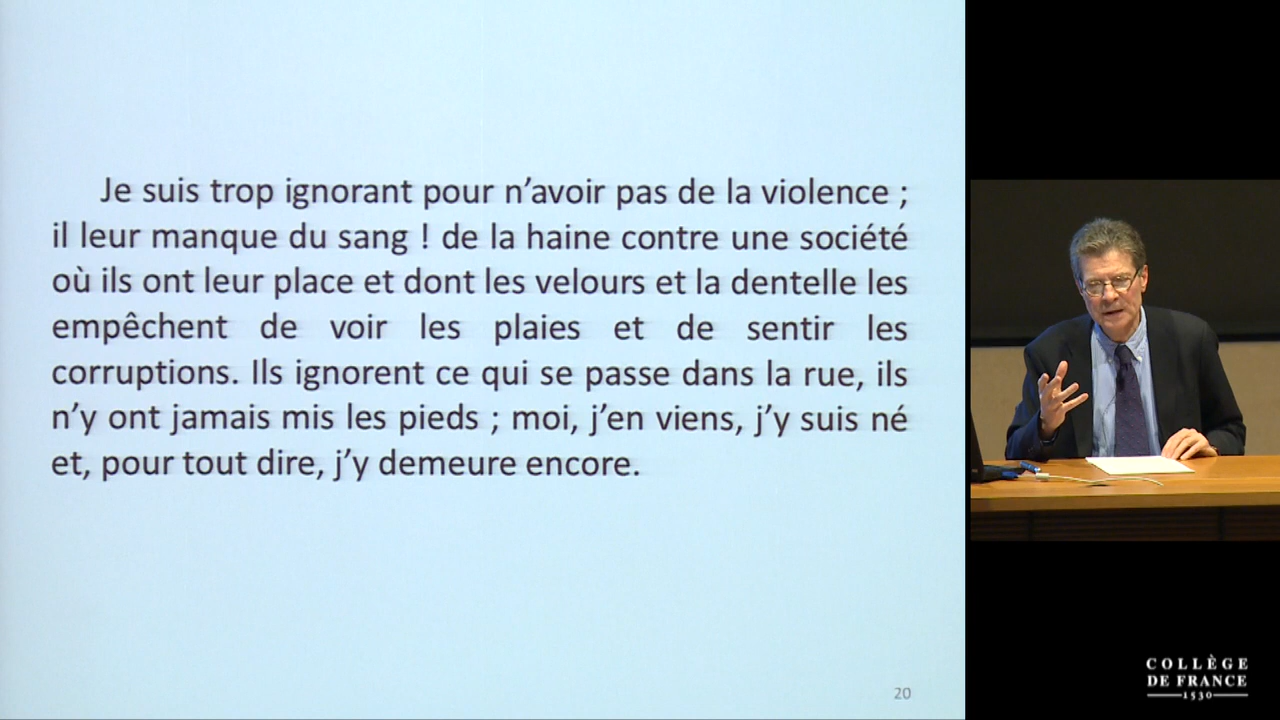 Je suis trop ignorant pour n’avoir pas de la violence ;
il leur manque du sang ! de la haine contre une société
où ils ont leur place et dont les velours et la dentelle les
empêchent de voir les plaies et de sentir les
corruptions. Ils ignorent ce qui se passe dans la rue, ils
n’y ont jamais mis les pieds ; moi, j’en viens, j’y suis né
et, pour tout dire, j’y demeure encore.
20
COLLÈGE
DE FRANCE
1530